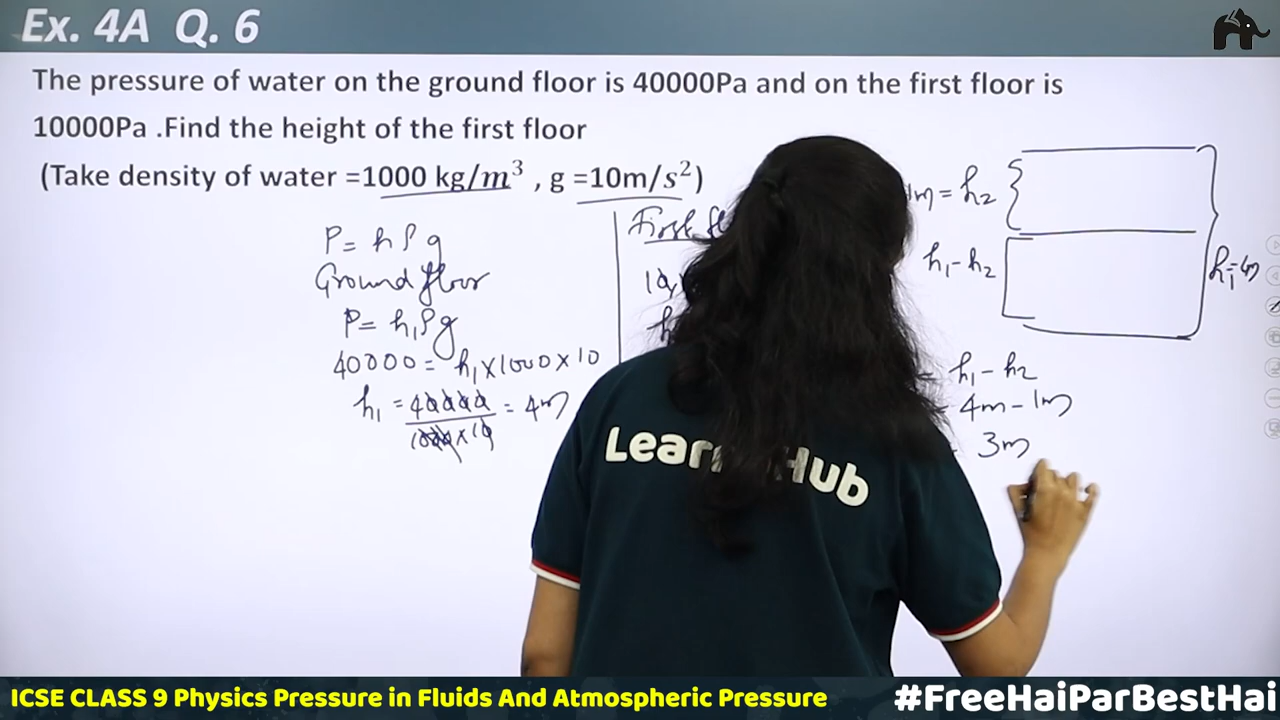 Ex. 4A Q. 6
The pressure of water on the ground floor is 40000Pa and on the first floor is
10000Pa .Find the height of the first floor
(Take density of water =1000 kg/m³ , g =10m/s²)
P = hρg
Ground floor
P = h₁ρg
40000 = h₁×1000×10
h₁ = 40000 / 1000×10 = 4m
First
1m = h₂
h₁ - h₂
h₁=4m
h₁ - h₂
4m - 1m
3m
Learn Hub
ICSE CLASS 9 Physics Pressure in Fluids And Atmospheric Pressure
#FreeHaiParBestHai